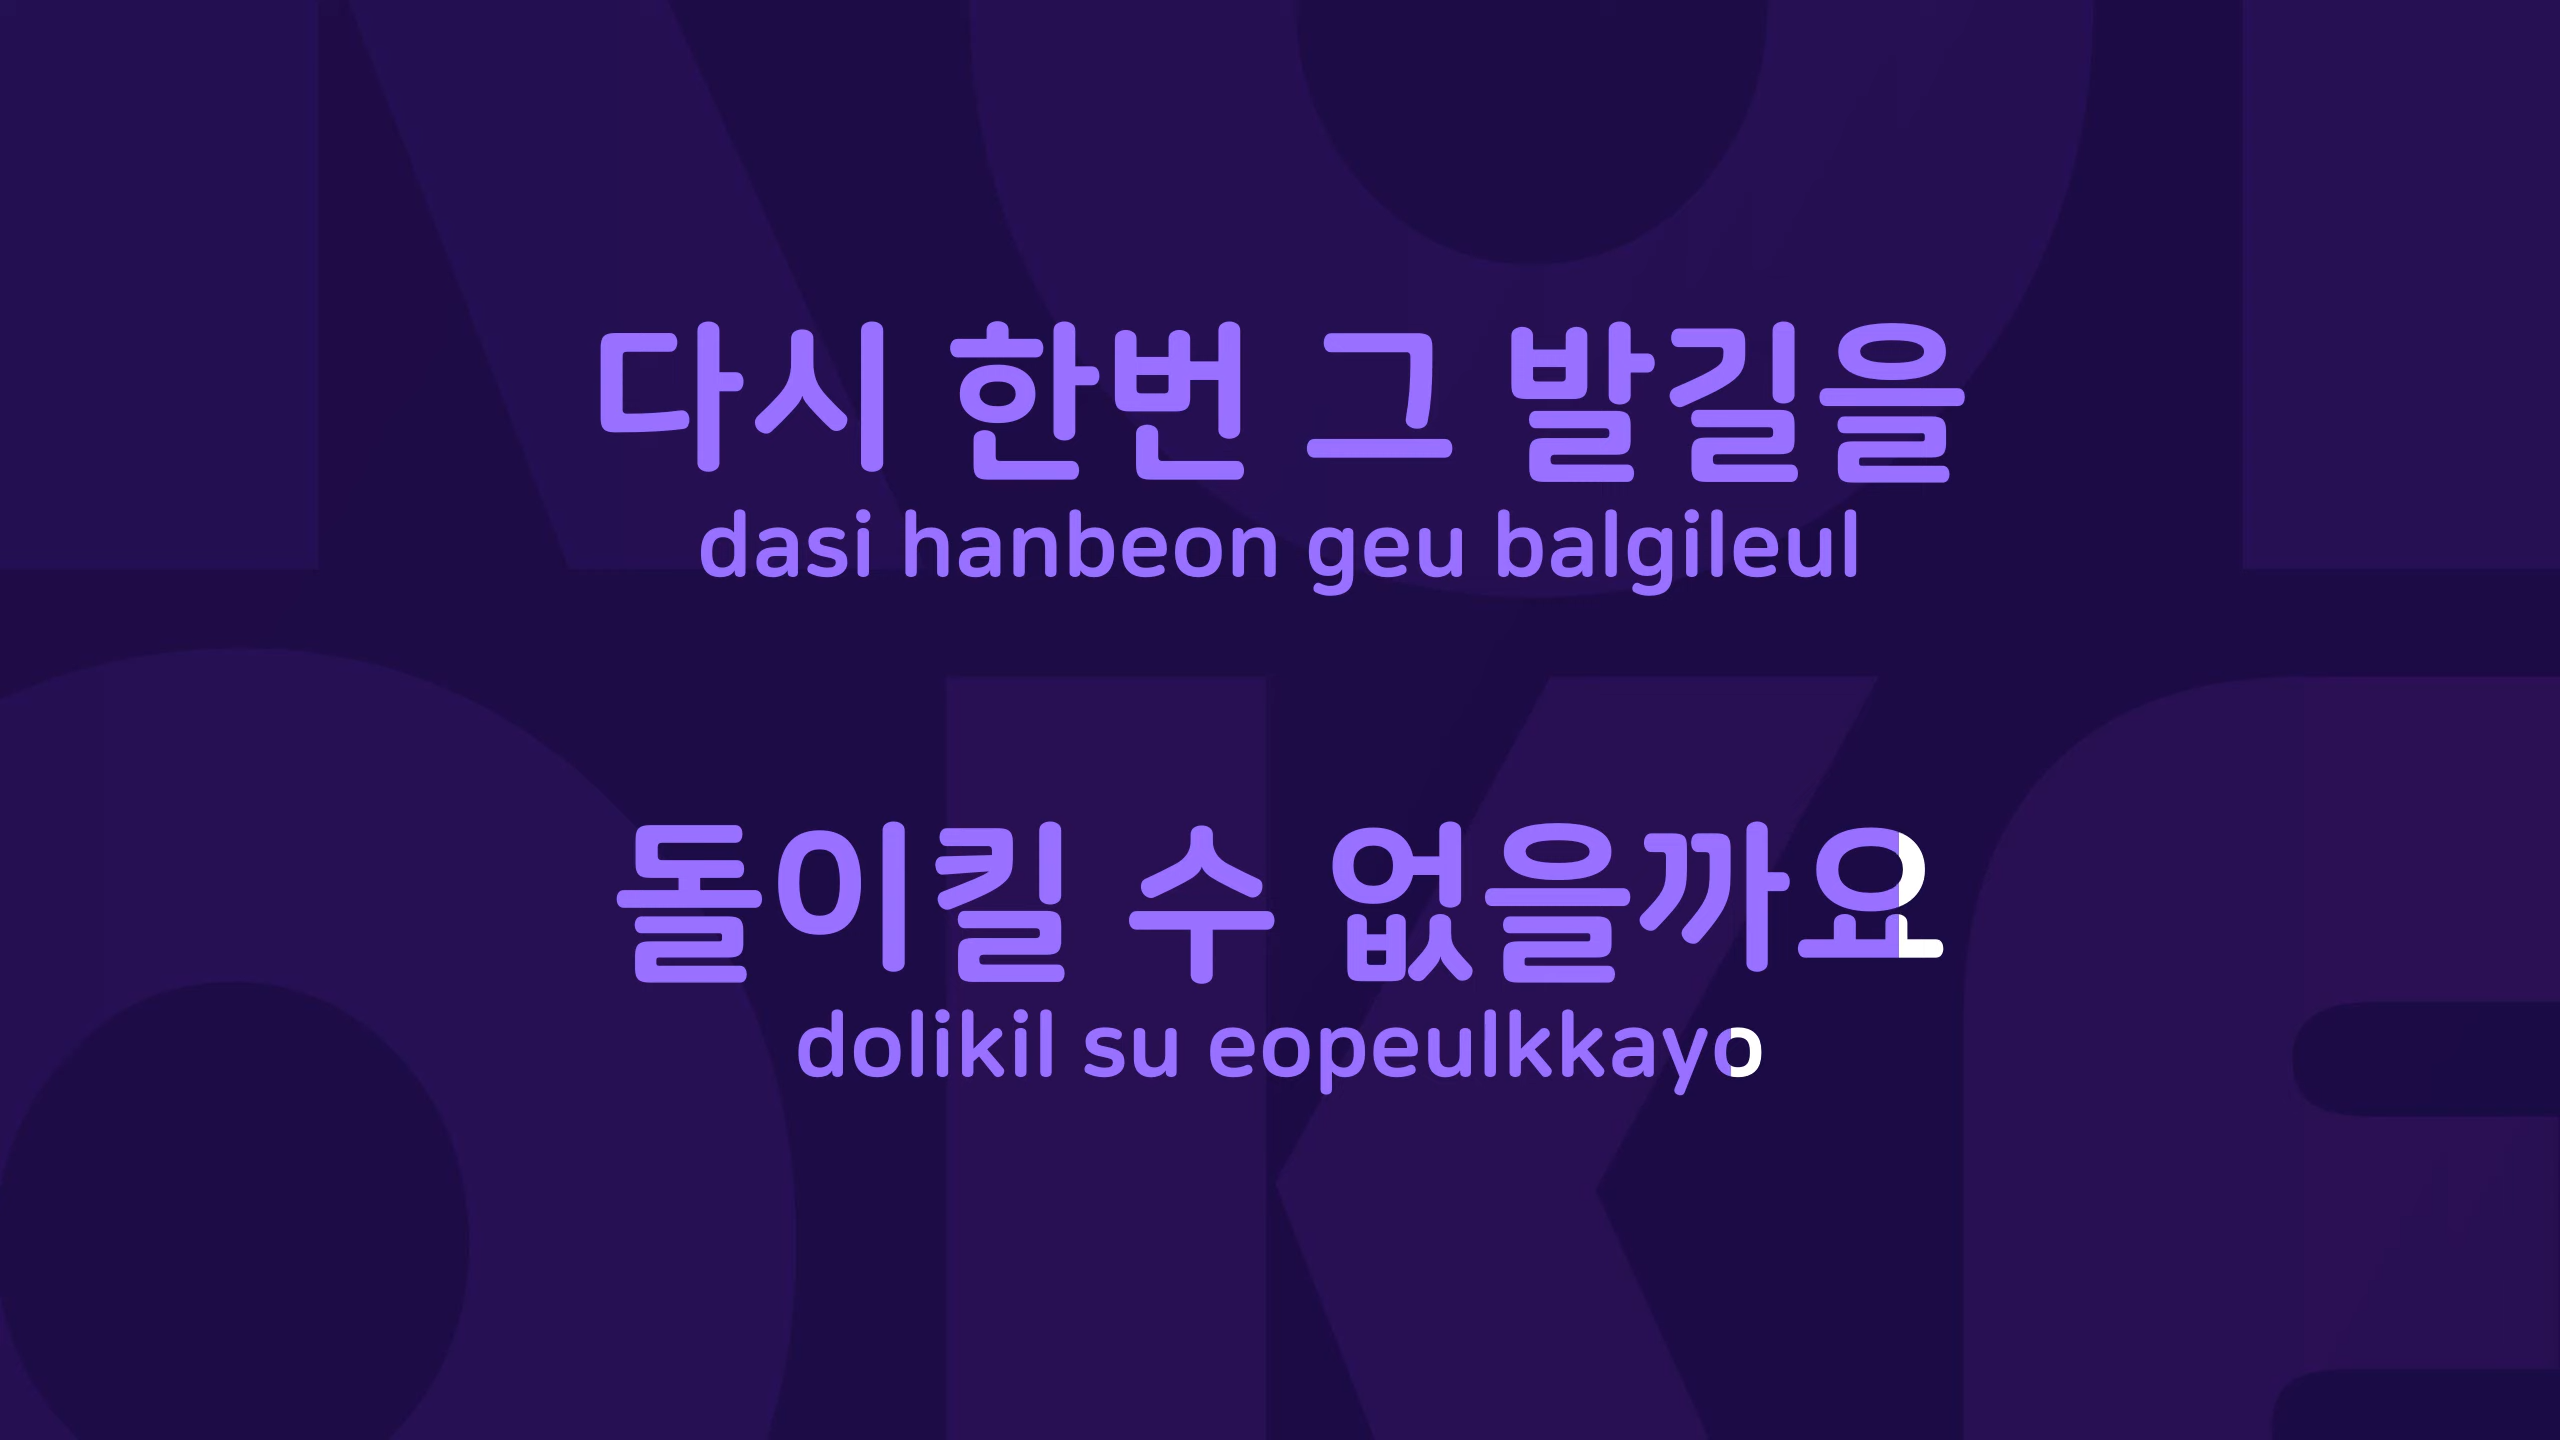 다시 한번 그 발길을
dasi hanbeon geu balgileul
돌이킬 수 없을까요
dolikil su eopeulkkayo